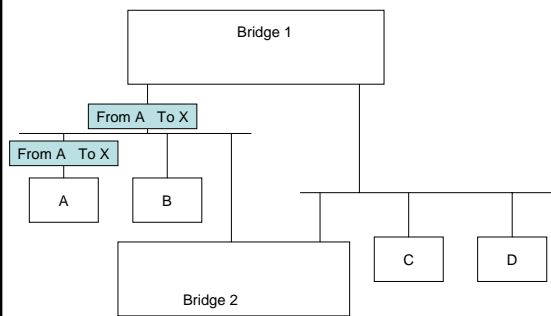 Bridge 1
From A To X
From A To X
A
B
C
D
Bridge 2